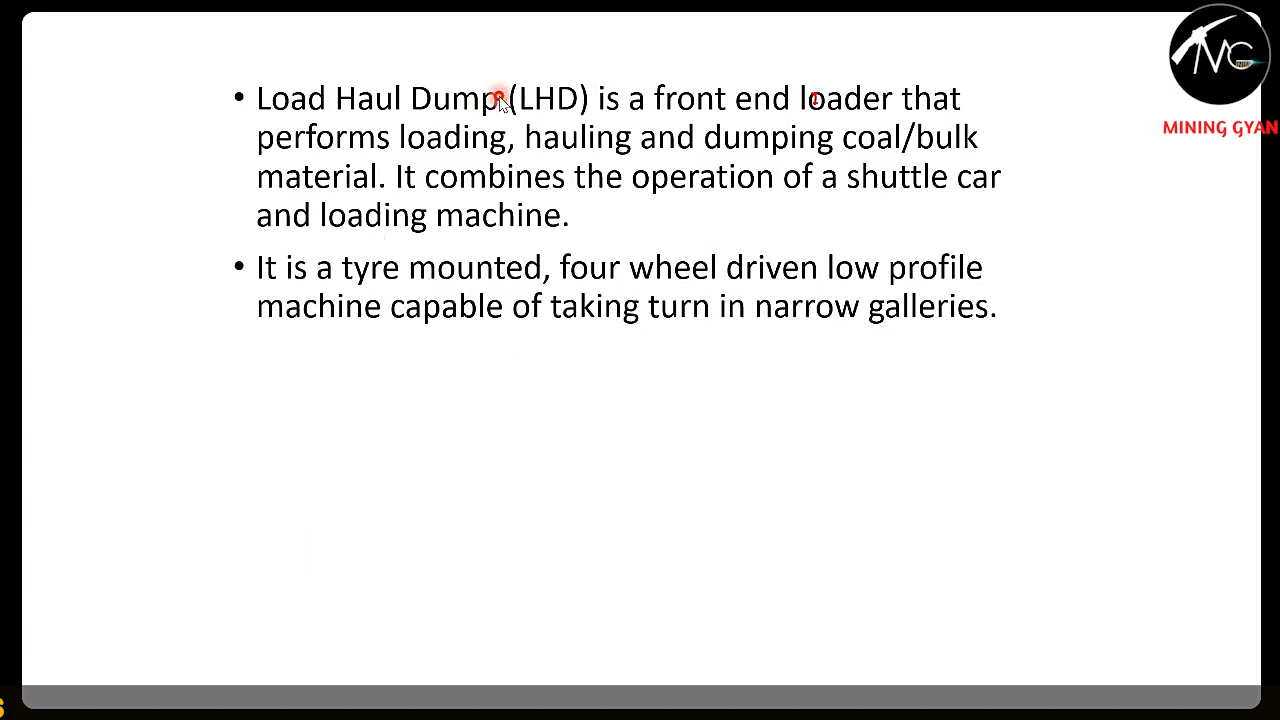 • Load Haul Dump (LHD) is a front end loader that
performs loading, hauling and dumping coal/bulk
material. It combines the operation of a shuttle car
and loading machine.
• It is a tyre mounted, four wheel driven low profile
machine capable of taking turn in narrow galleries.
MG
MINING GYAN